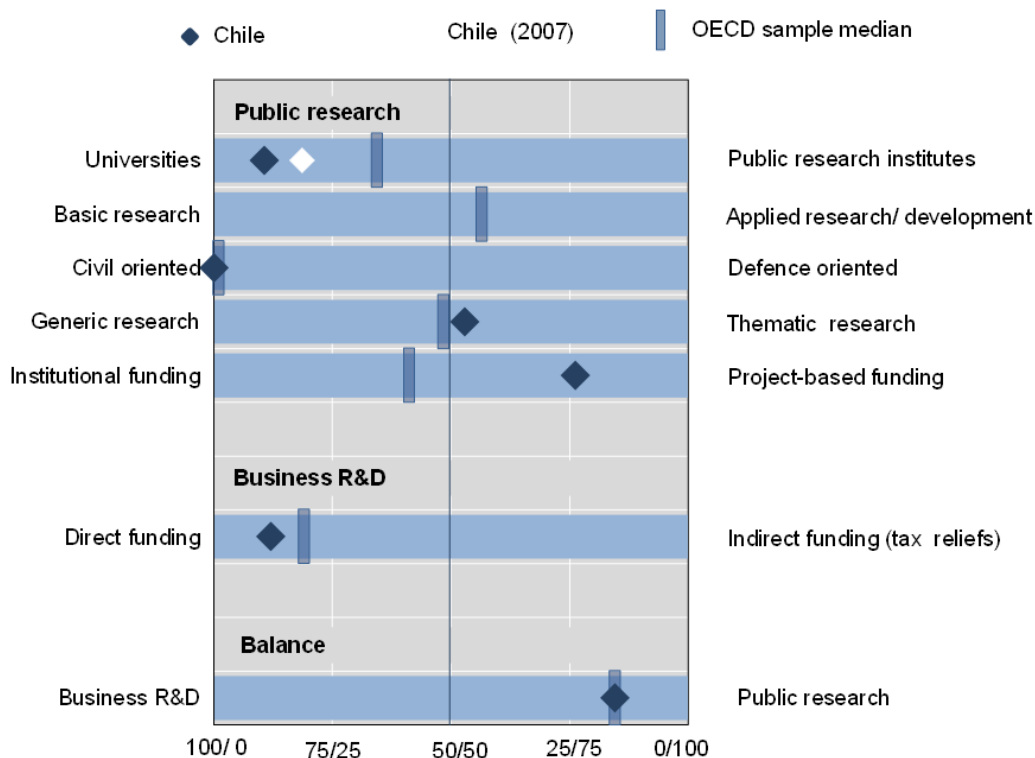 Chile Chile (2007) OECD sample median
Public research
Universities Public research institutes
Basic research Applied research/ development
Civil oriented Defence oriented
Generic research Thematic research
Institutional funding Project-based funding
Business R&D
Direct funding Indirect funding (tax reliefs)
Balance
Business R&D Public research
100/ 0 75/25 50/50 25/75 0/100